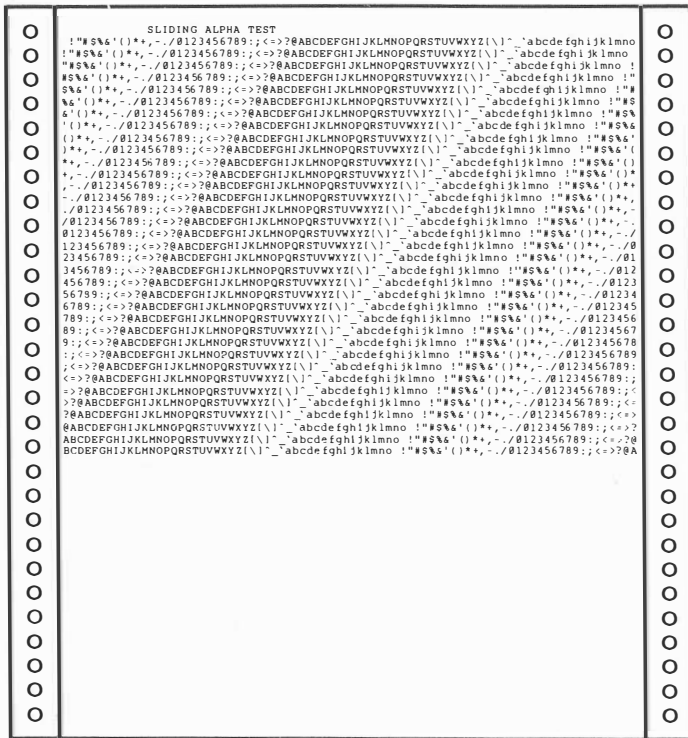 SLIDING ALPHA TEST
 !"#$%&'()*+,-./0123456789:;<=>?@ABCDEFGHIJKLMNOPQRSTUVWXYZ[\]^_`abcdefghijklmno
!"#$%&'()*+,-./0123456789:;<=>?@ABCDEFGHIJKLMNOPQRSTUVWXYZ[\]^_`abcdefghijklmno
"#$%&'()*+,-./0123456789:;<=>?@ABCDEFGHIJKLMNOPQRSTUVWXYZ[\]^_`abcdefghijklmno !
#$%&'()*+,-./0123456789:;<=>?@ABCDEFGHIJKLMNOPQRSTUVWXYZ[\]^_`abcdefghijklmno !"
$%&'()*+,-./0123456789:;<=>?@ABCDEFGHIJKLMNOPQRSTUVWXYZ[\]^_`abcdefghijklmno !"#
%&'()*+,-./0123456789:;<=>?@ABCDEFGHIJKLMNOPQRSTUVWXYZ[\]^_`abcdefghijklmno !"#$
&'()*+,-./0123456789:;<=>?@ABCDEFGHIJKLMNOPQRSTUVWXYZ[\]^_`abcdefghijklmno !"#$%
'()*+,-./0123456789:;<=>?@ABCDEFGHIJKLMNOPQRSTUVWXYZ[\]^_`abcdefghijklmno !"#$%&
()*+,-./0123456789:;<=>?@ABCDEFGHIJKLMNOPQRSTUVWXYZ[\]^_`abcdefghijklmno !"#$%&'
)*+,-./0123456789:;<=>?@ABCDEFGHIJKLMNOPQRSTUVWXYZ[\]^_`abcdefghijklmno !"#$%&'(
*+,-./0123456789:;<=>?@ABCDEFGHIJKLMNOPQRSTUVWXYZ[\]^_`abcdefghijklmno !"#$%&'()
+,-./0123456789:;<=>?@ABCDEFGHIJKLMNOPQRSTUVWXYZ[\]^_`abcdefghijklmno !"#$%&'()*
,-./0123456789:;<=>?@ABCDEFGHIJKLMNOPQRSTUVWXYZ[\]^_`abcdefghijklmno !"#$%&'()*+
-./0123456789:;<=>?@ABCDEFGHIJKLMNOPQRSTUVWXYZ[\]^_`abcdefghijklmno !"#$%&'()*+,
./0123456789:;<=>?@ABCDEFGHIJKLMNOPQRSTUVWXYZ[\]^_`abcdefghijklmno !"#$%&'()*+,-
/0123456789:;<=>?@ABCDEFGHIJKLMNOPQRSTUVWXYZ[\]^_`abcdefghijklmno !"#$%&'()*+,-.
0123456789:;<=>?@ABCDEFGHIJKLMNOPQRSTUVWXYZ[\]^_`abcdefghijklmno !"#$%&'()*+,-./
123456789:;<=>?@ABCDEFGHIJKLMNOPQRSTUVWXYZ[\]^_`abcdefghijklmno !"#$%&'()*+,-./0
23456789:;<=>?@ABCDEFGHIJKLMNOPQRSTUVWXYZ[\]^_`abcdefghijklmno !"#$%&'()*+,-./01
3456789:;<=>?@ABCDEFGHIJKLMNOPQRSTUVWXYZ[\]^_`abcdefghijklmno !"#$%&'()*+,-./012
456789:;<=>?@ABCDEFGHIJKLMNOPQRSTUVWXYZ[\]^_`abcdefghijklmno !"#$%&'()*+,-./0123
56789:;<=>?@ABCDEFGHIJKLMNOPQRSTUVWXYZ[\]^_`abcdefghijklmno !"#$%&'()*+,-./01234
6789:;<=>?@ABCDEFGHIJKLMNOPQRSTUVWXYZ[\]^_`abcdefghijklmno !"#$%&'()*+,-./012345
789:;<=>?@ABCDEFGHIJKLMNOPQRSTUVWXYZ[\]^_`abcdefghijklmno !"#$%&'()*+,-./0123456
89:;<=>?@ABCDEFGHIJKLMNOPQRSTUVWXYZ[\]^_`abcdefghijklmno !"#$%&'()*+,-./01234567
9:;<=>?@ABCDEFGHIJKLMNOPQRSTUVWXYZ[\]^_`abcdefghijklmno !"#$%&'()*+,-./012345678
:;<=>?@ABCDEFGHIJKLMNOPQRSTUVWXYZ[\]^_`abcdefghijklmno !"#$%&'()*+,-./0123456789
;<=>?@ABCDEFGHIJKLMNOPQRSTUVWXYZ[\]^_`abcdefghijklmno !"#$%&'()*+,-./0123456789:
<=>?@ABCDEFGHIJKLMNOPQRSTUVWXYZ[\]^_`abcdefghijklmno !"#$%&'()*+,-./0123456789:;
=>?@ABCDEFGHIJKLMNOPQRSTUVWXYZ[\]^_`abcdefghijklmno !"#$%&'()*+,-./0123456789:;<
>?@ABCDEFGHIJKLMNOPQRSTUVWXYZ[\]^_`abcdefghijklmno !"#$%&'()*+,-./0123456789:;<=
?@ABCDEFGHIJKLMNOPQRSTUVWXYZ[\]^_`abcdefghijklmno !"#$%&'()*+,-./0123456789:;<=>
@ABCDEFGHIJKLMNOPQRSTUVWXYZ[\]^_`abcdefghijklmno !"#$%&'()*+,-./0123456789:;<=>?
ABCDEFGHIJKLMNOPQRSTUVWXYZ[\]^_`abcdefghijklmno !"#$%&'()*+,-./0123456789:;<=>?@
BCDEFGHIJKLMNOPQRSTUVWXYZ[\]^_`abcdefghijklmno !"#$%&'()*+,-./0123456789:;<=>?@A